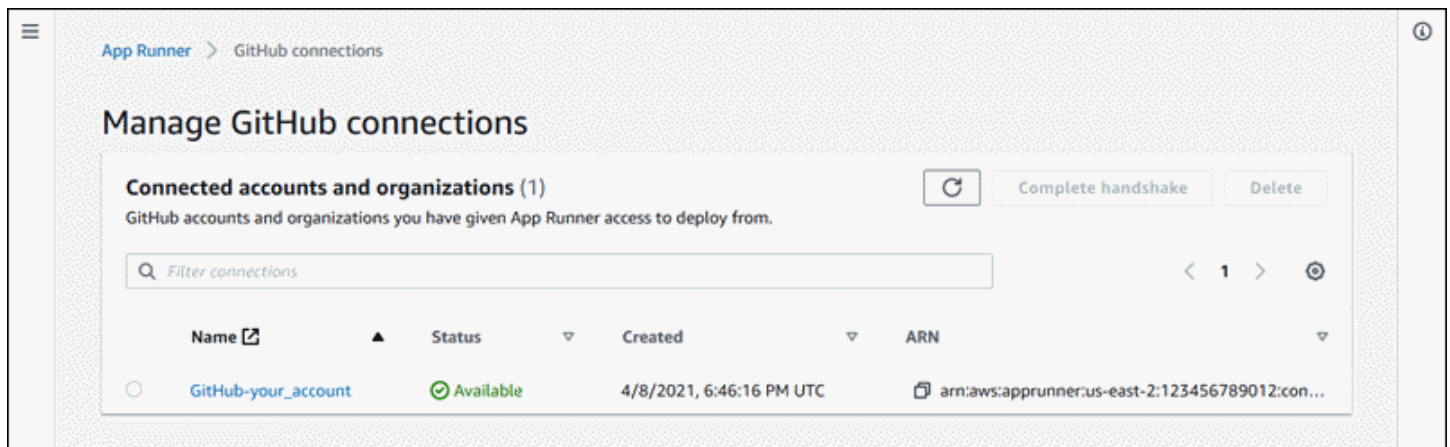 App Runner > GitHub connections
Manage GitHub connections
Connected accounts and organizations (1)
Complete handshake
Delete
GitHub accounts and organizations you have given App Runner access to deploy from.
Filter connections
< 1 >
Name Status Created ARN
GitHub-your_account Available 4/8/2021, 6:46:16 PM UTC arn:aws:apprunner:us-east-2:123456789012:con...